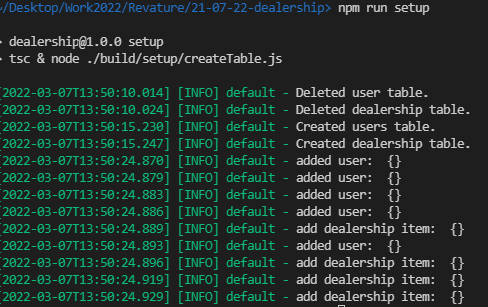 ~/Desktop/Work2022/Revature/21-07-22-dealership> npm run setup
> dealership@1.0.0 setup
> tsc & node ./build/setup/createTable.js
[2022-03-07T13:50:10.014] [INFO] default - Deleted user table.
[2022-03-07T13:50:10.024] [INFO] default - Deleted dealership table.
[2022-03-07T13:50:15.230] [INFO] default - Created users table.
[2022-03-07T13:50:15.247] [INFO] default - Created dealership table.
[2022-03-07T13:50:24.870] [INFO] default - added user:  {}
[2022-03-07T13:50:24.879] [INFO] default - added user:  {}
[2022-03-07T13:50:24.883] [INFO] default - added user:  {}
[2022-03-07T13:50:24.886] [INFO] default - added user:  {}
[2022-03-07T13:50:24.889] [INFO] default - add dealership item:  {}
[2022-03-07T13:50:24.893] [INFO] default - added user:  {}
[2022-03-07T13:50:24.896] [INFO] default - add dealership item:  {}
[2022-03-07T13:50:24.919] [INFO] default - add dealership item:  {}
[2022-03-07T13:50:24.929] [INFO] default - add dealership item:  {}